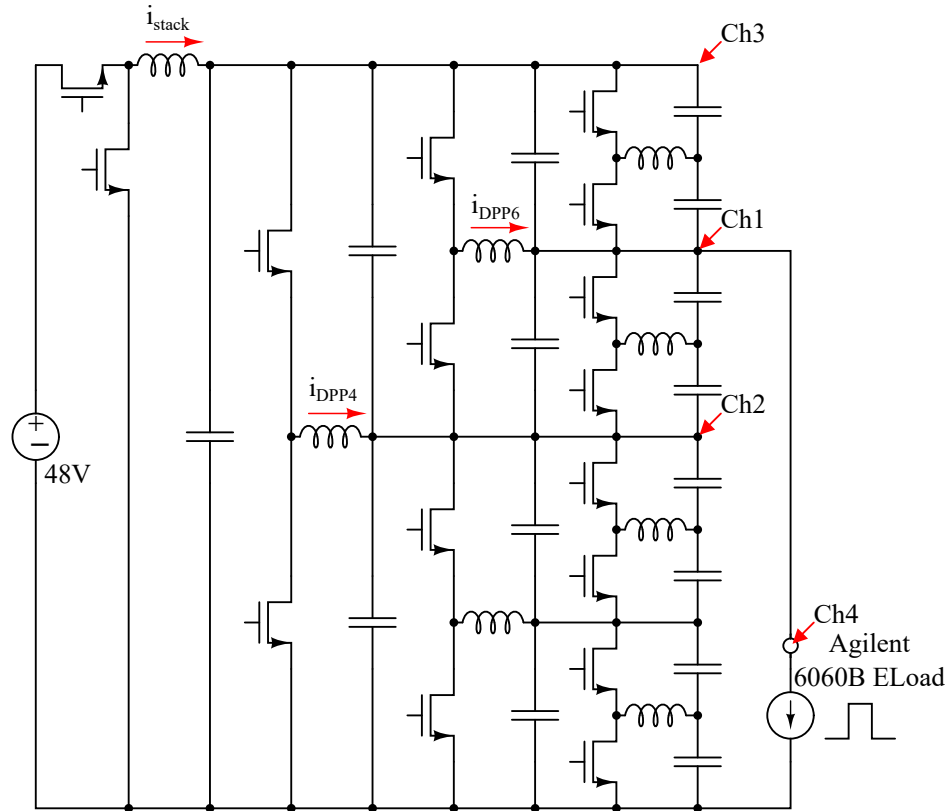 i_stack
Ch3
i_DPP6
Ch1
i_DPP4
Ch2
+
−
48V
Ch4
Agilent
6060B ELoad